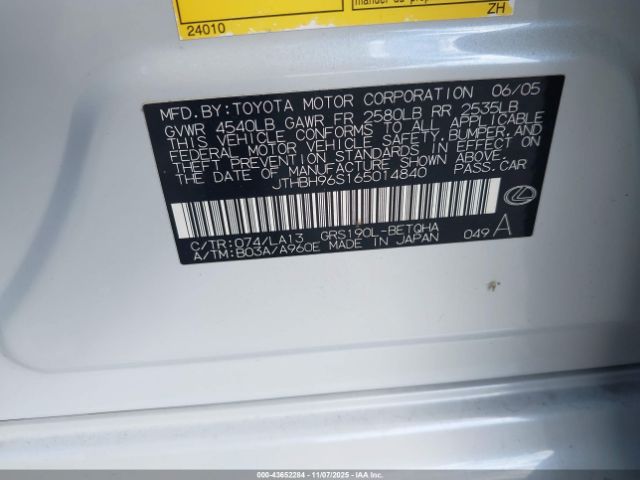 24010
ZH
MFD. BY: TOYOTA MOTOR CORPORATION 06/05
GVWR 4540LB GAWR FR 2580LB RR 2535LB
THIS VEHICLE CONFORMS TO ALL APPLICABLE
FEDERAL MOTOR VEHICLE SAFETY, BUMPER, AND
THEFT PREVENTION STANDARDS IN EFFECT ON
THE DATE OF MANUFACTURE SHOWN ABOVE.
JTHBH96S165014840 PASS. CAR
C/TR: 074/LA13 GRS190L-BETQHA
A/TM: B03A/A960E MADE IN JAPAN 049 A
000-43652284 - 11/07/2025 - IAAI.COM